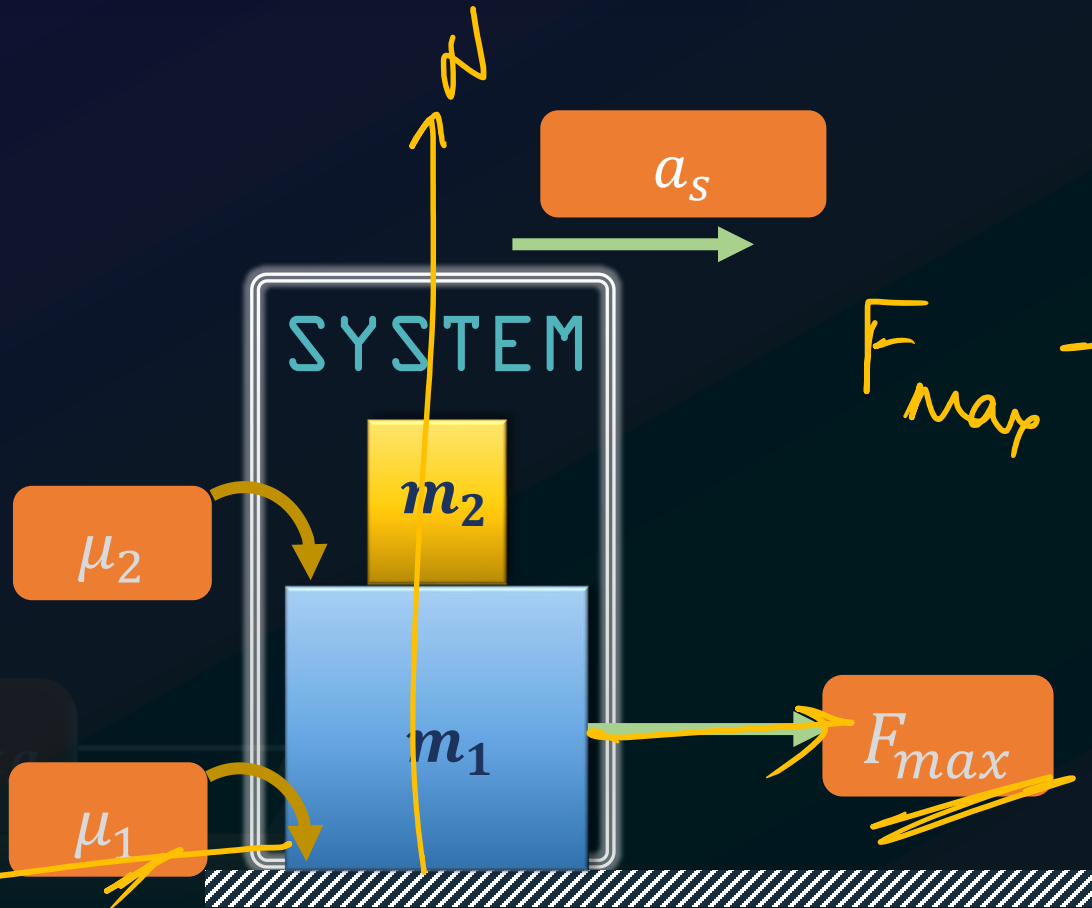 N
a_s
SYSTEM
F_max -
m_2
μ_2
m_1
F_max
μ_1